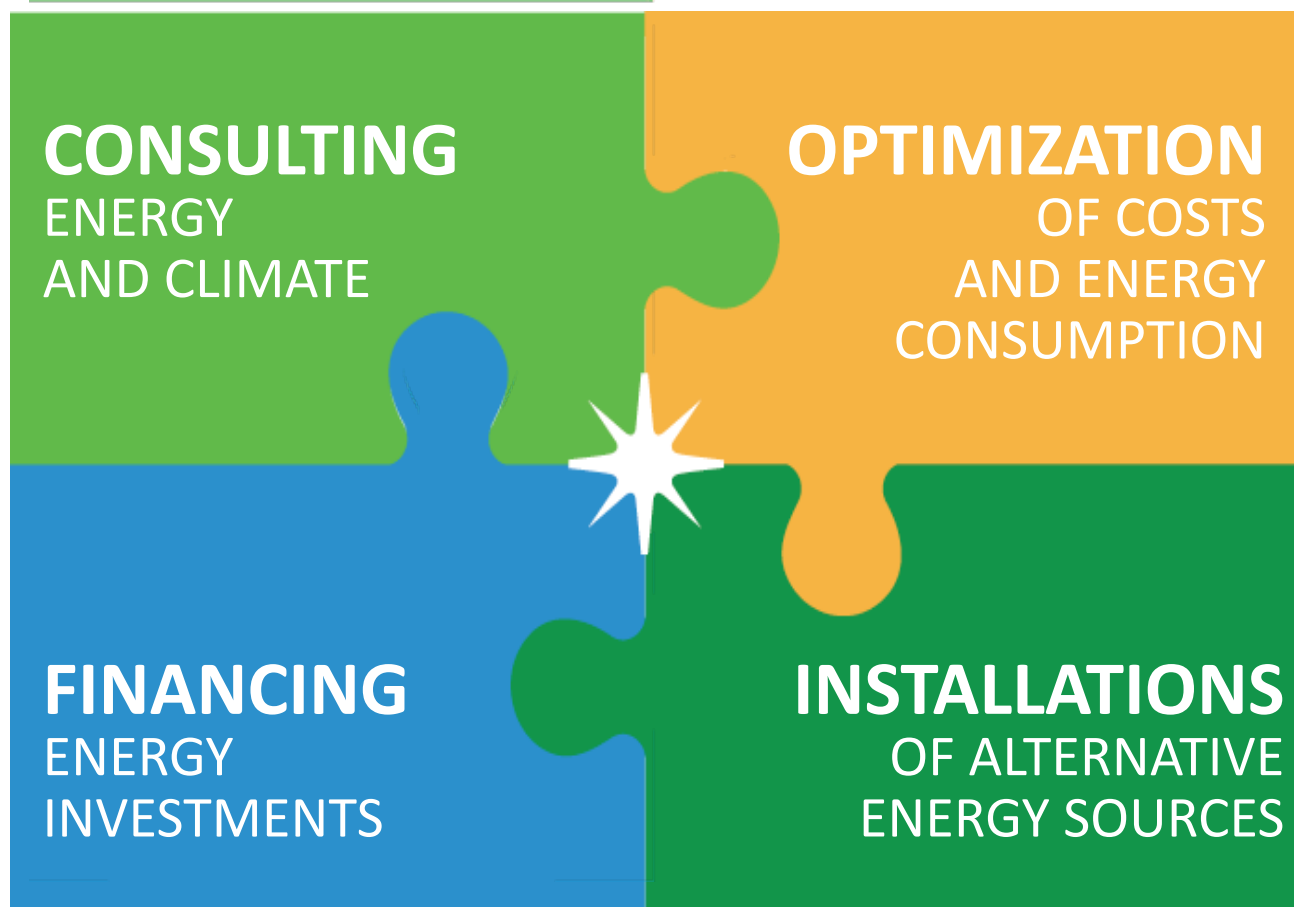 CONSULTING
ENERGY
AND CLIMATE
OPTIMIZATION
OF COSTS
AND ENERGY
CONSUMPTION
FINANCING
ENERGY
INVESTMENTS
INSTALLATIONS
OF ALTERNATIVE
ENERGY SOURCES